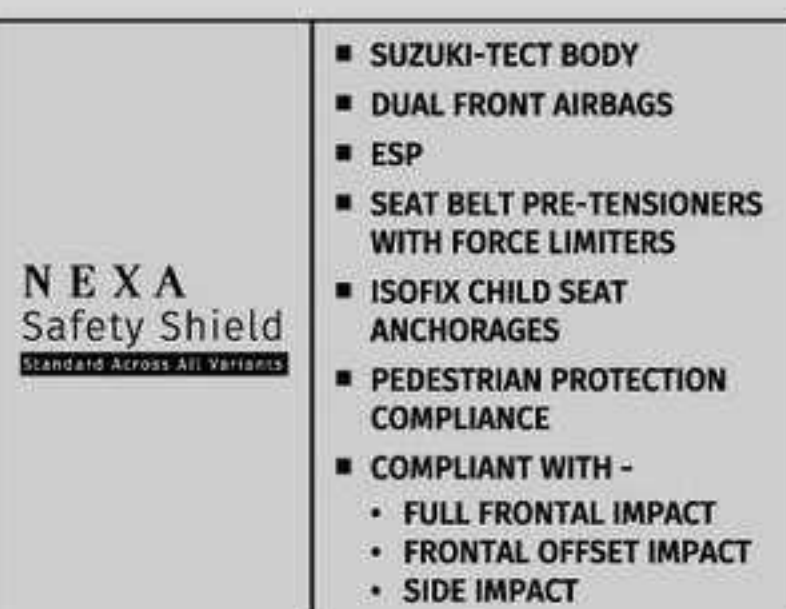 NEXA
Safety Shield
Standard Across All Variants
■ SUZUKI-TECT BODY
■ DUAL FRONT AIRBAGS
■ ESP
■ SEAT BELT PRE-TENSIONERS
WITH FORCE LIMITERS
■ ISOFIX CHILD SEAT
ANCHORAGES
■ PEDESTRIAN PROTECTION
COMPLIANCE
■ COMPLIANT WITH -
• FULL FRONTAL IMPACT
• FRONTAL OFFSET IMPACT
• SIDE IMPACT